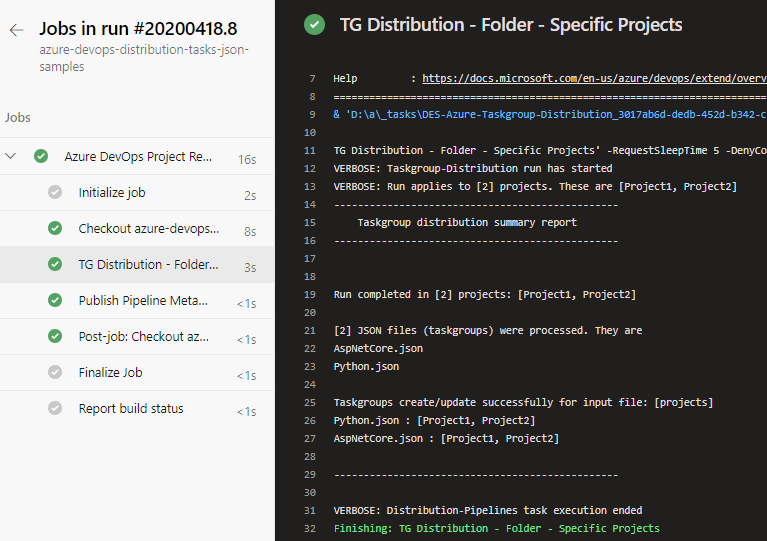 Jobs in run #20200418.8
azure-devops-distribution-tasks-json-
samples
Jobs
Azure DevOps Project Re... 16s
Initialize job 2s
Checkout azure-devops... 8s
TG Distribution - Folder... 3s
Publish Pipeline Meta... <1s
Post-job: Checkout az... <1s
Finalize Job <1s
Report build status <1s
TG Distribution - Folder - Specific Projects
7 Help : https://docs.microsoft.com/en-us/azure/devops/extend/overv
8 =========================================================================
9 & 'D:\a\_tasks\DES-Azure-Taskgroup-Distribution_3017ab6d-dedb-452d-b342-c
10
11 TG Distribution - Folder - Specific Projects' -RequestSleepTime 5 -DenyCo
12 VERBOSE: Taskgroup-Distribution run has started
13 VERBOSE: Run applies to [2] projects. These are [Project1, Project2]
14 ------------------------------------------------
15 Taskgroup distribution summary report
16 ------------------------------------------------
17
18
19 Run completed in [2] projects: [Project1, Project2]
20
21 [2] JSON files (taskgroups) were processed. They are
22 AspNetCore.json
23 Python.json
24
25 Taskgroups create/update successfully for input file: [projects]
26 Python.json : [Project1, Project2]
27 AspNetCore.json : [Project1, Project2]
28
29 ------------------------------------------------
30
31 VERBOSE: Distribution-Pipelines task execution ended
32 Finishing: TG Distribution - Folder - Specific Projects